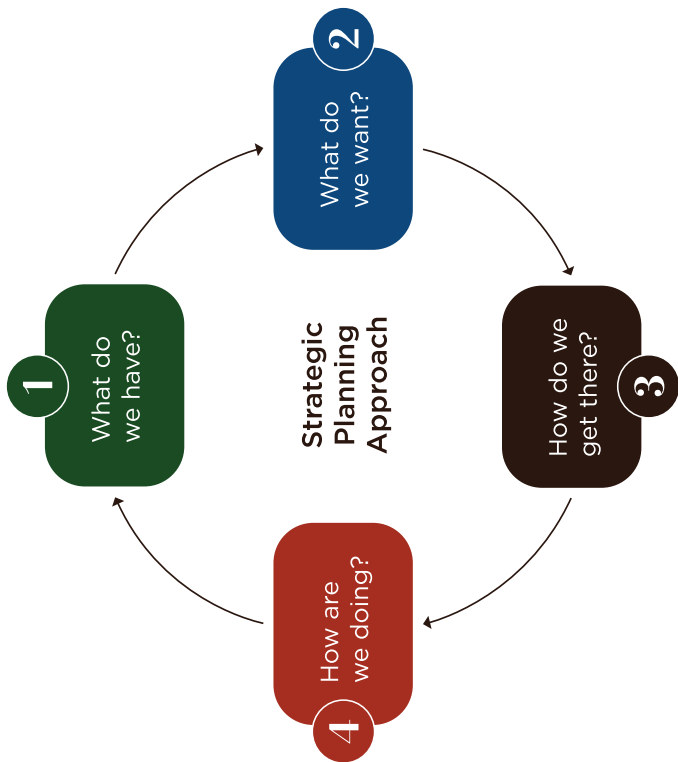 Strategic
Planning
Approach
1
What do
we have?
2
What do
we want?
3
How do we
get there?
4
How are
we doing?